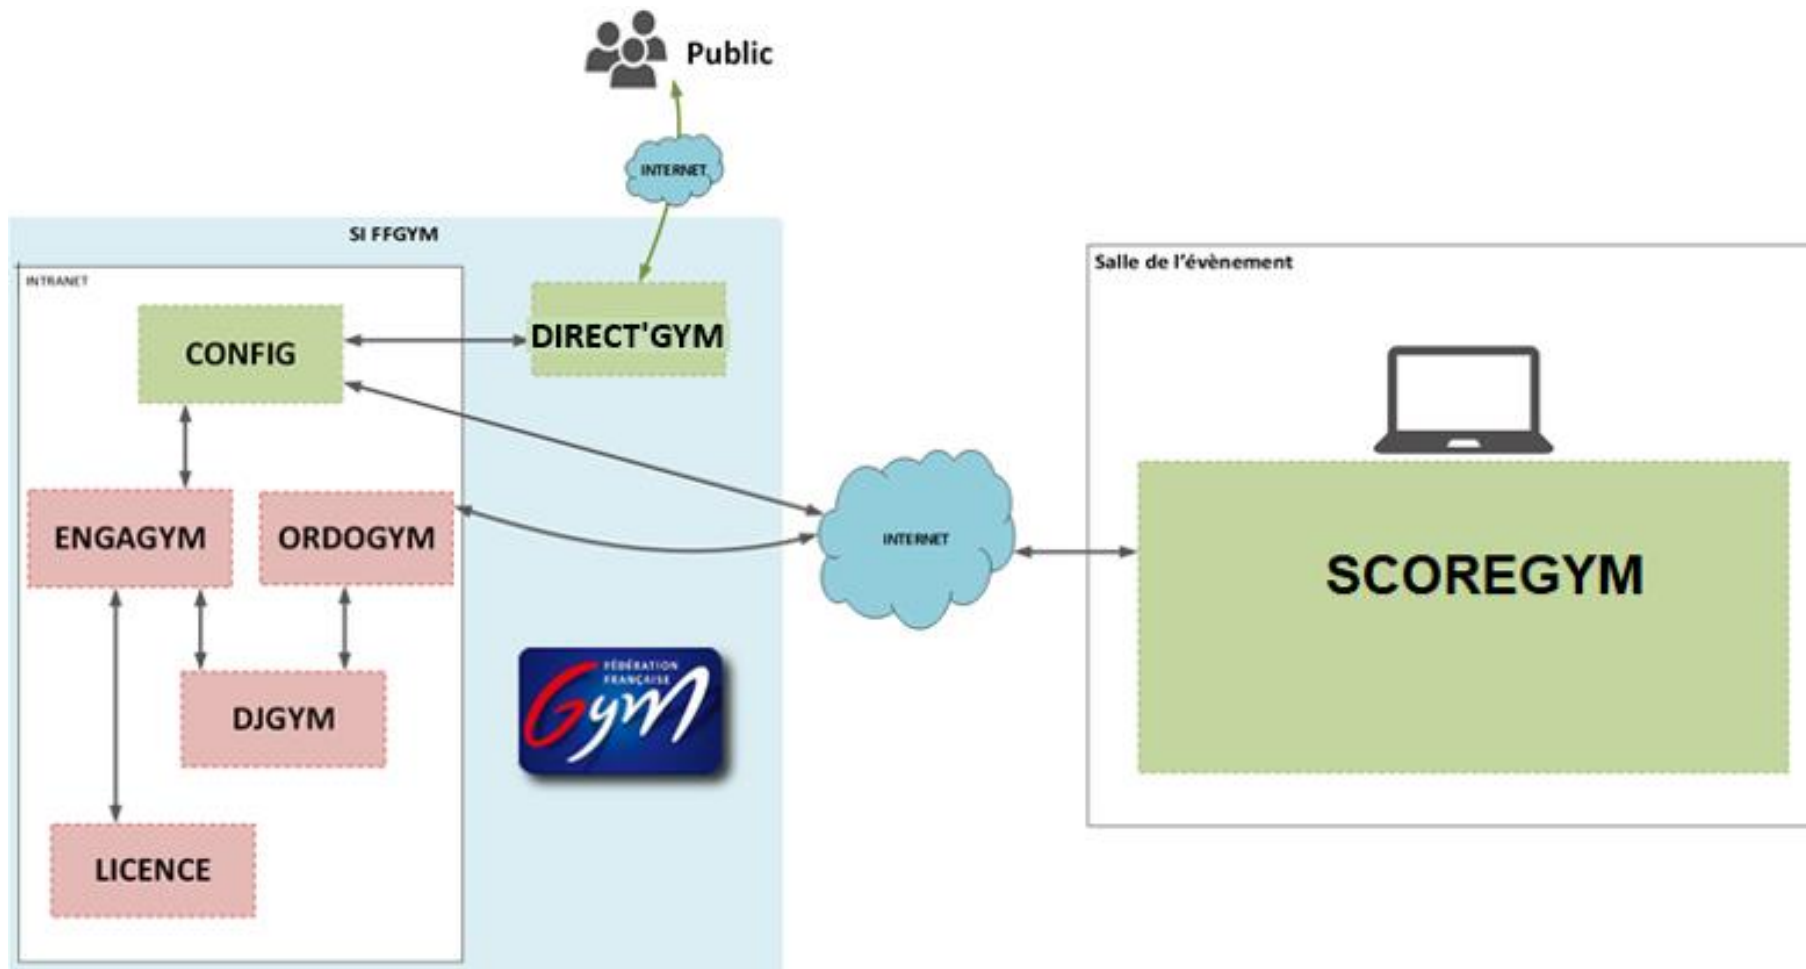 Public
INTERNET
SI FFGYM
INTRANET
CONFIG
DIRECT'GYM
Salle de l'évènement
ENGAGYM
ORDOGYM
INTERNET
SCOREGYM
FÉDÉRATION
FRANÇAISE
Gym
DJGYM
LICENCE